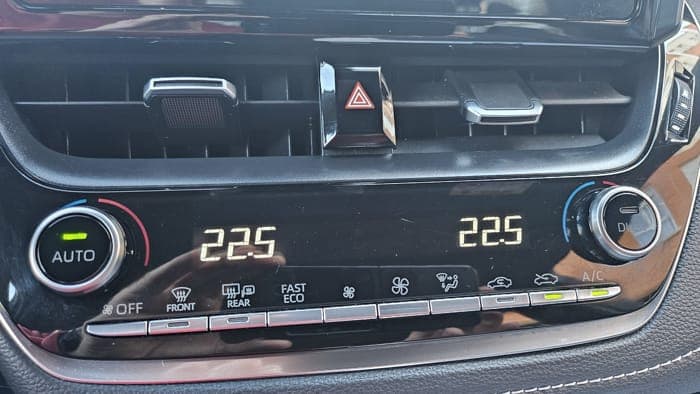 AUTO
22.5
22.5
OFF
FRONT
REAR
FAST
ECO
A/C